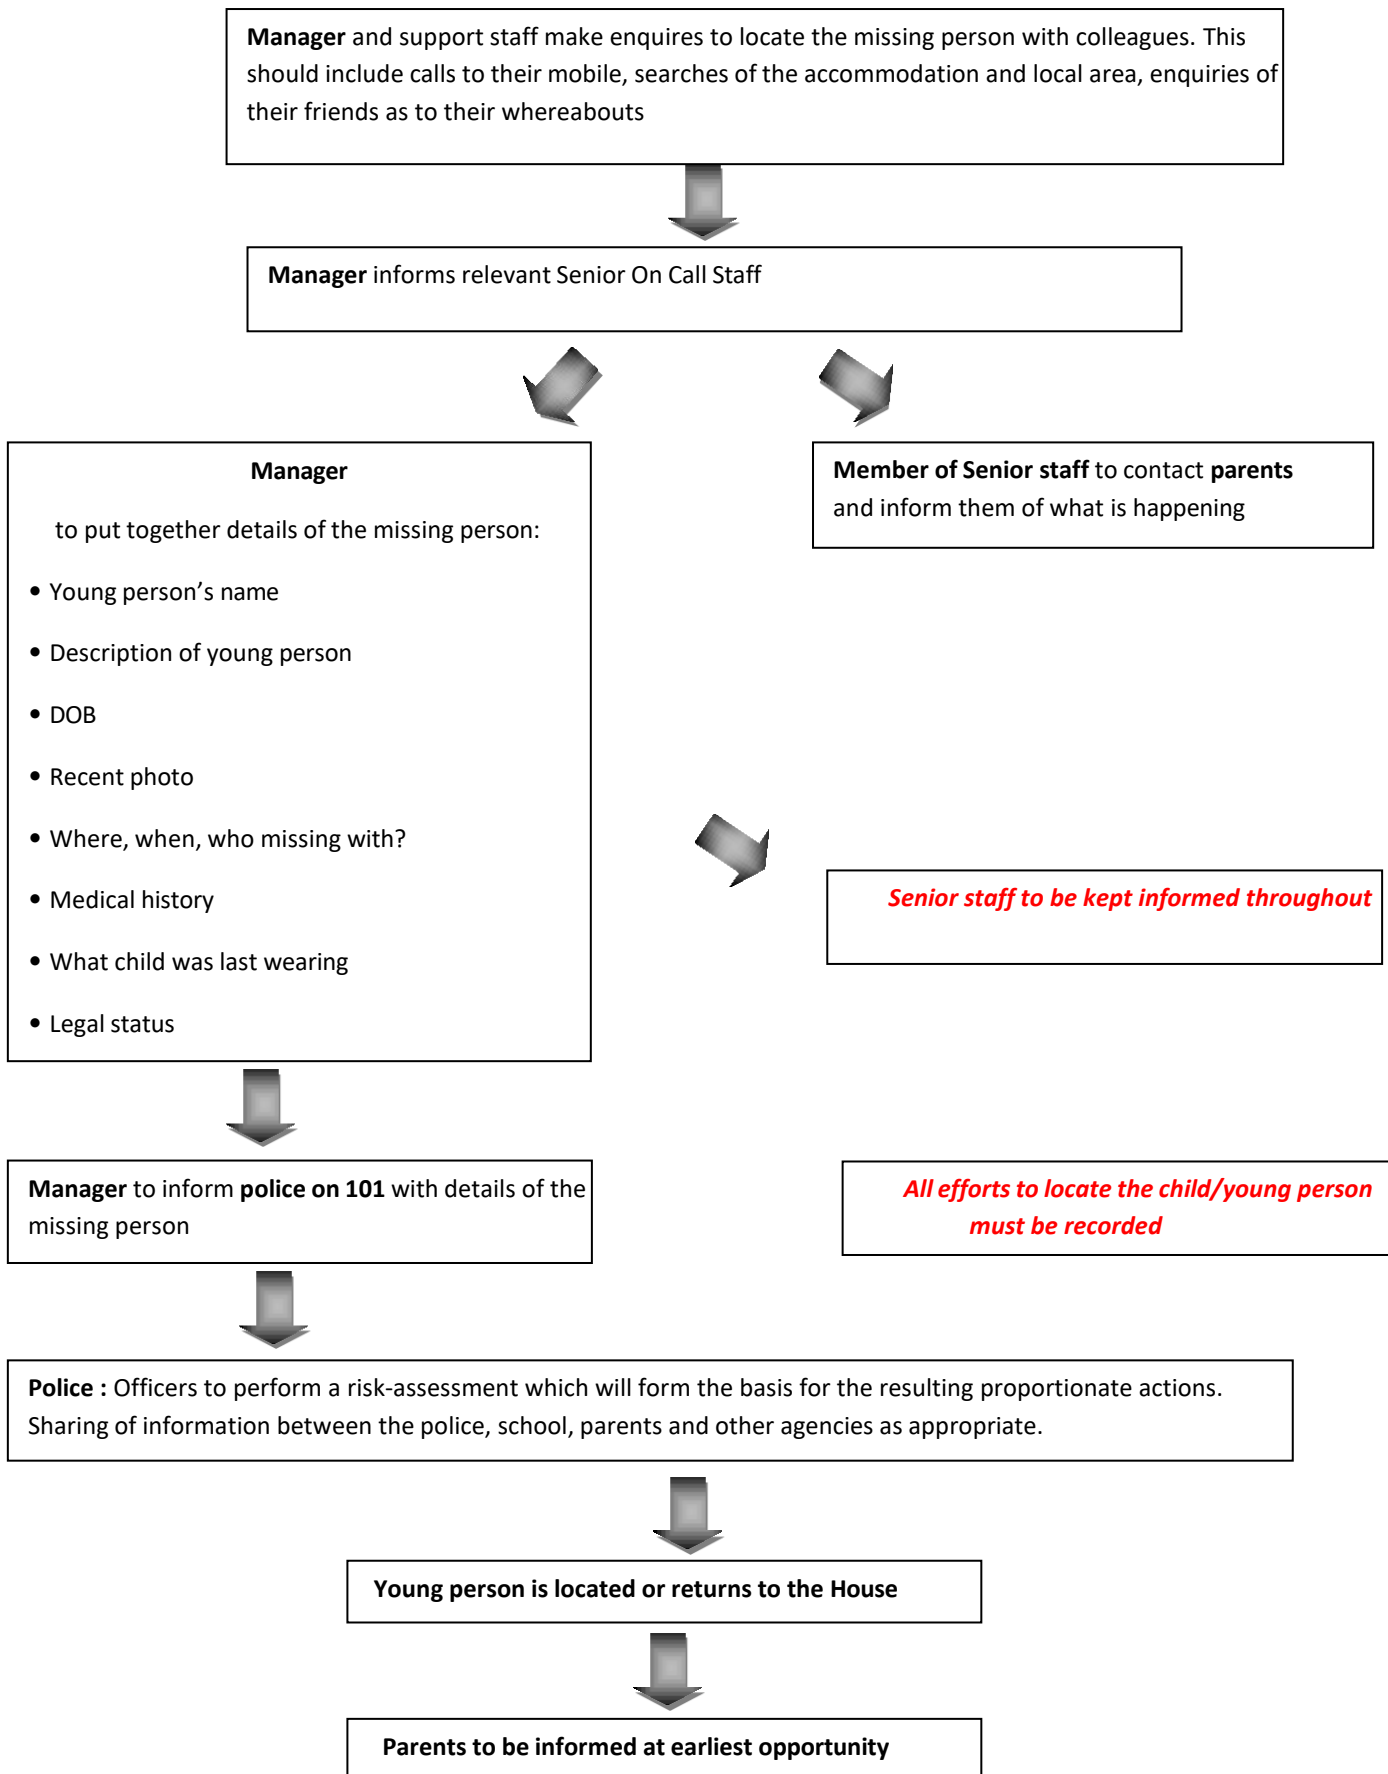 Manager and support staff make enquires to locate the missing person with colleagues. This
should include calls to their mobile, searches of the accommodation and local area, enquiries of
their friends as to their whereabouts
Manager informs relevant Senior On Call Staff
Manager
to put together details of the missing person:
• Young person’s name
• Description of young person
• DOB
• Recent photo
• Where, when, who missing with?
• Medical history
• What child was last wearing
• Legal status
Member of Senior staff to contact parents
and inform them of what is happening
Senior staff to be kept informed throughout
Manager to inform police on 101 with details of the
missing person
All efforts to locate the child/young person
must be recorded
Police : Officers to perform a risk-assessment which will form the basis for the resulting proportionate actions.
Sharing of information between the police, school, parents and other agencies as appropriate.
Young person is located or returns to the House
Parents to be informed at earliest opportunity